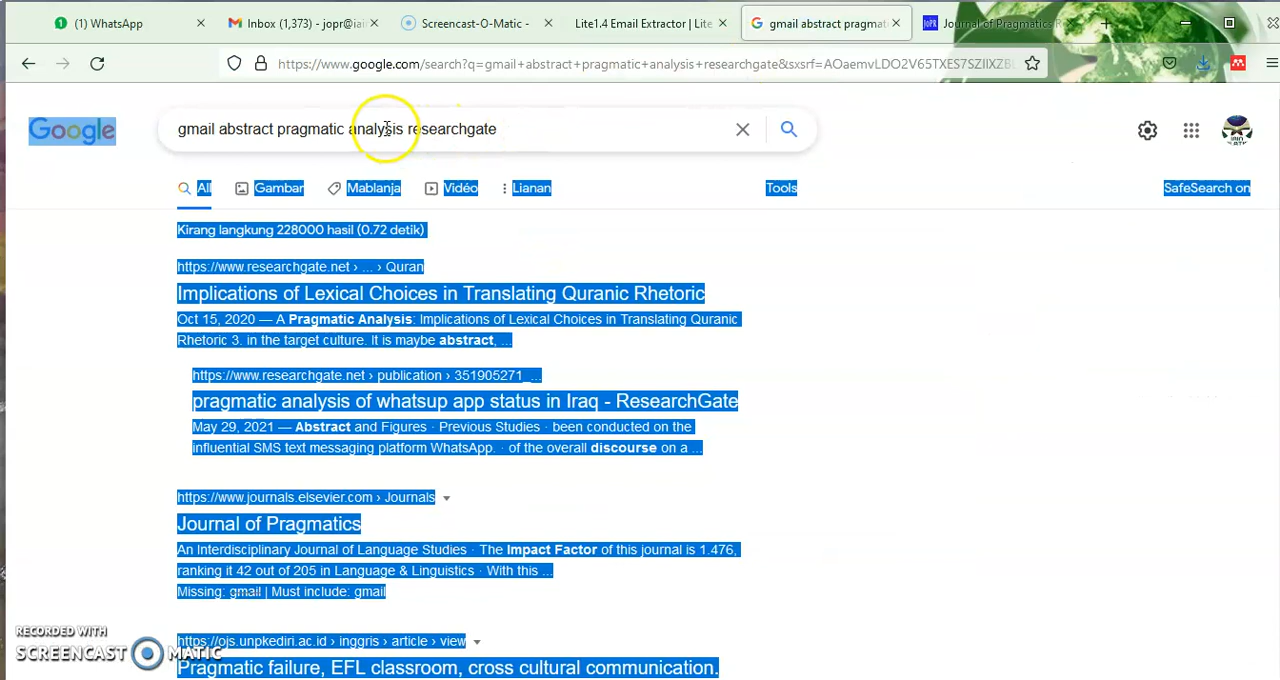 (1) WhatsApp
Inbox (1,373) - jopr@iai
Screencast-O-Matic -
Lite1.4 Email Extractor | Lite
gmail abstract pragmat
JOPR
Journal of Pragmatics R
https://www.google.com/search?q=gmail+abstract+pragmatic+analysis+researchgate&sxsrf=AOaemvLDO2V65TXES7SZIIXZBL
Google
gmail abstract pragmatic analysis researchgate
All
Gambar
Mablanja
Vidéo
Lianan
Tools
SafeSearch on
Kirang langkung 228000 hasil (0.72 detik)
https://www.researchgate.net › ... › Quran
Implications of Lexical Choices in Translating Quranic Rhetoric
Oct 15, 2020 — A Pragmatic Analysis: Implications of Lexical Choices in Translating Quranic
Rhetoric 3. in the target culture. It is maybe abstract, ...
https://www.researchgate.net › publication › 351905271_...
pragmatic analysis of whatsup app status in Iraq - ResearchGate
May 29, 2021 — Abstract and Figures · Previous Studies · been conducted on the
influential SMS text messaging platform WhatsApp. · of the overall discourse on a ...
https://www.journals.elsevier.com › Journals
Journal of Pragmatics
An Interdisciplinary Journal of Language Studies · The Impact Factor of this journal is 1.476,
ranking it 42 out of 205 in Language & Linguistics · With this ...
Missing: gmail | Must include: gmail
https://ojs.unpkediri.ac.id › inggris › article › view
Pragmatic failure, EFL classroom, cross cultural communication.
RECORDED WITH
SCREENCAST MATIC